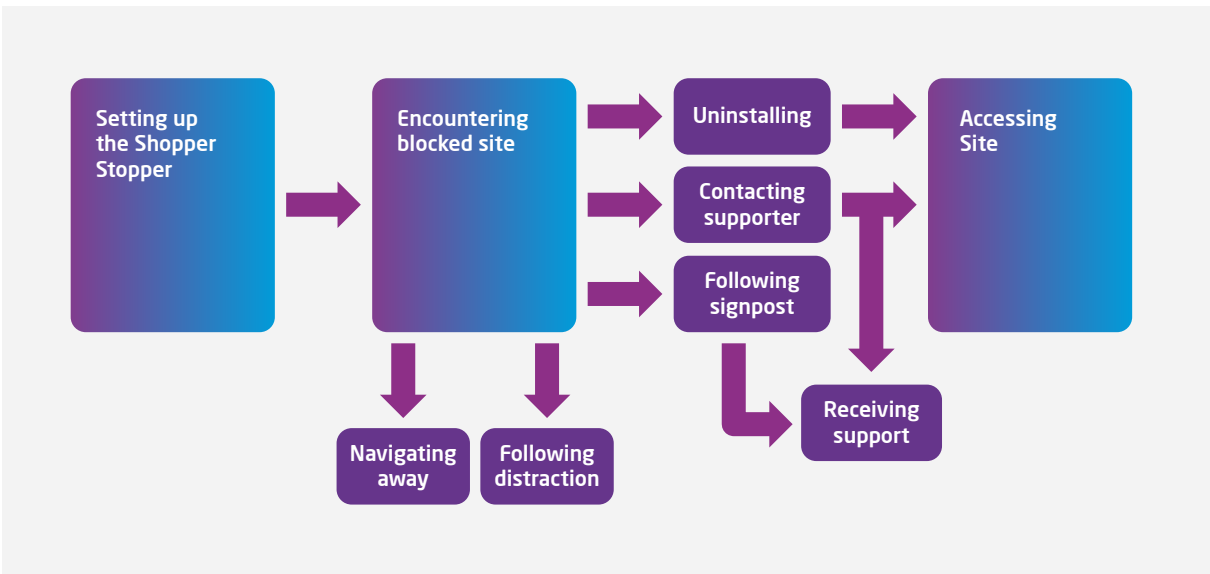 Setting up
the Shopper
Stopper
Encountering
blocked site
Uninstalling
Contacting
supporter
Following
signpost
Accessing
Site
Navigating
away
Following
distraction
Receiving
support